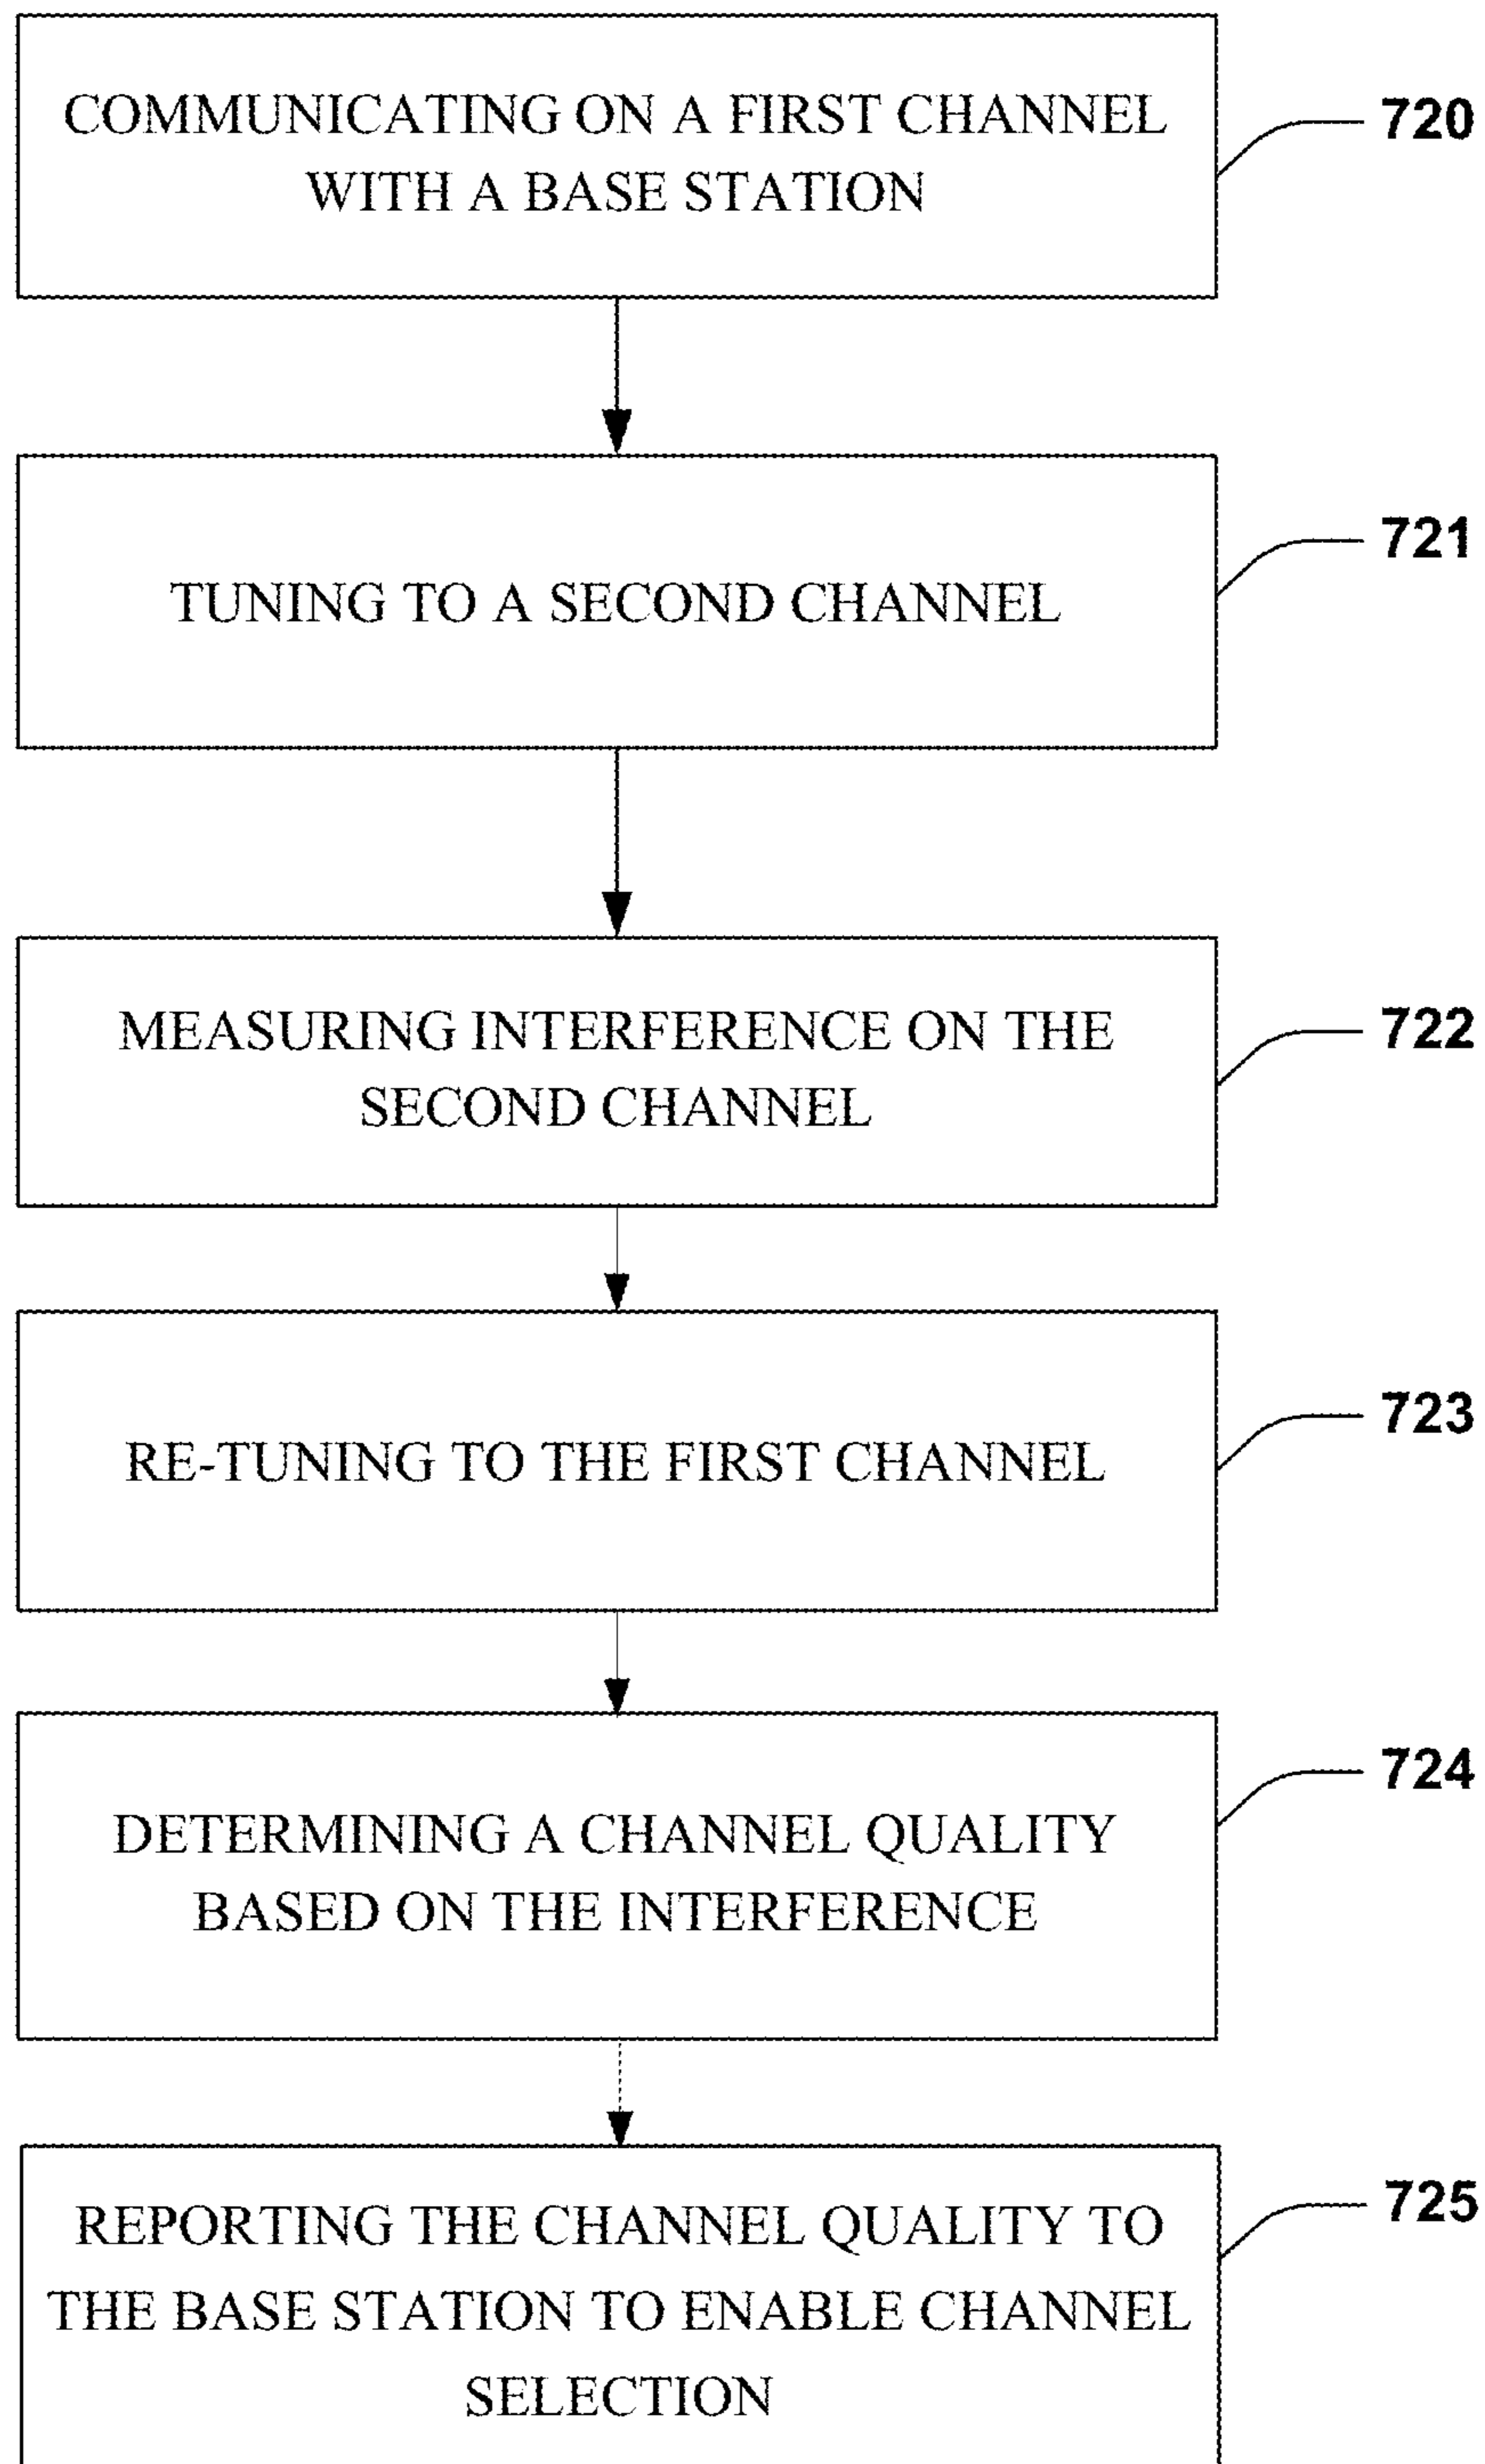 COMMUNICATING ON A FIRST CHANNEL
WITH A BASE STATION
720
TUNING TO A SECOND CHANNEL
721
MEASURING INTERFERENCE ON THE
SECOND CHANNEL
722
RE-TUNING TO THE FIRST CHANNEL
723
DETERMINING A CHANNEL QUALITY
BASED ON THE INTERFERENCE
724
REPORTING THE CHANNEL QUALITY TO
THE BASE STATION TO ENABLE CHANNEL
SELECTION
725